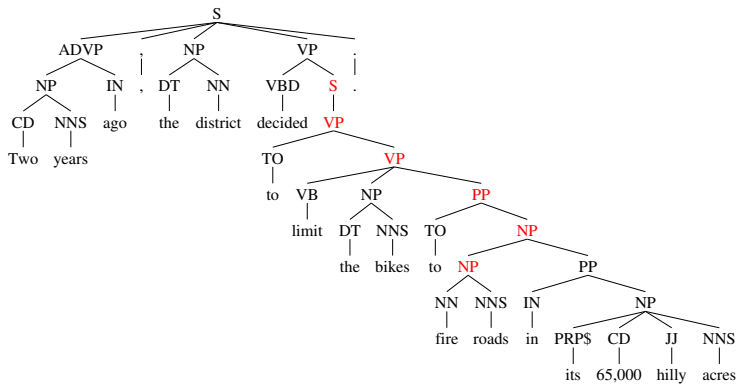 S
ADVP , NP VP .
NP IN , DT NN VBD S .
CD NNS ago the district decided VP
Two years TO VP
to VB NP PP
limit DT NNS TO NP
the bikes to NP PP
NN NNS IN NP
fire roads in PRP$ CD JJ NNS
its 65,000 hilly acres